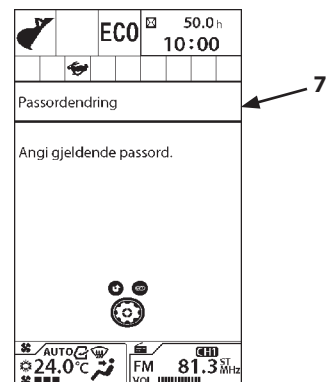 ECO 50.0 h
10:00
Passordendring
7
Angi gjeldende passord.
AUTO CH1
24.0°C FM 81.3 ST MHz
VOL